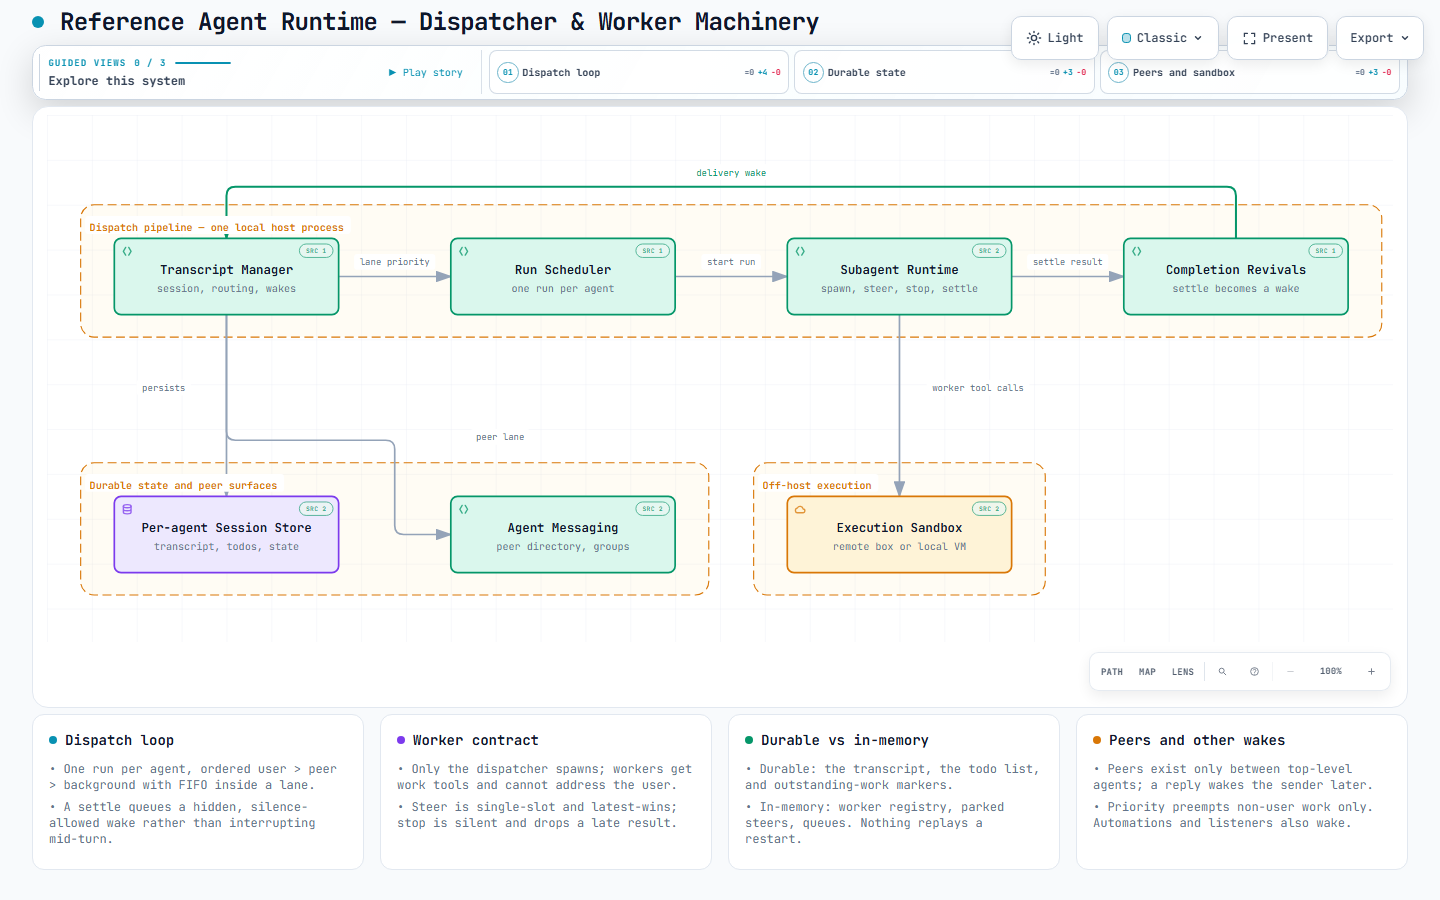 Reference Agent Runtime — Dispatcher & Worker Machinery
Light
Classic
Present
Export
GUIDED VIEWS 0 / 3
Explore this system
▶ Play story
01 Dispatch loop =0 +4 -0
02 Durable state =0 +3 -0
03 Peers and sandbox =0 +3 -0
delivery wake
Dispatch pipeline — one local host process
SRC 1
Transcript Manager
session, routing, wakes
lane priority
SRC 1
Run Scheduler
one run per agent
start run
SRC 2
Subagent Runtime
spawn, steer, stop, settle
settle result
SRC 1
Completion Revivals
settle becomes a wake
persists
worker tool calls
peer lane
Durable state and peer surfaces
SRC 2
Per-agent Session Store
transcript, todos, state
SRC 2
Agent Messaging
peer directory, groups
Off-host execution
SRC 2
Execution Sandbox
remote box or local VM
PATH MAP LENS − 100% +
Dispatch loop
• One run per agent, ordered user > peer
> background with FIFO inside a lane.
• A settle queues a hidden, silence-
allowed wake rather than interrupting
mid-turn.
Worker contract
• Only the dispatcher spawns; workers get
work tools and cannot address the user.
• Steer is single-slot and latest-wins;
stop is silent and drops a late result.
Durable vs in-memory
• Durable: the transcript, the todo list,
and outstanding-work markers.
• In-memory: worker registry, parked
steers, queues. Nothing replays a
restart.
Peers and other wakes
• Peers exist only between top-level
agents; a reply wakes the sender later.
• Priority preempts non-user work only.
Automations and listeners also wake.